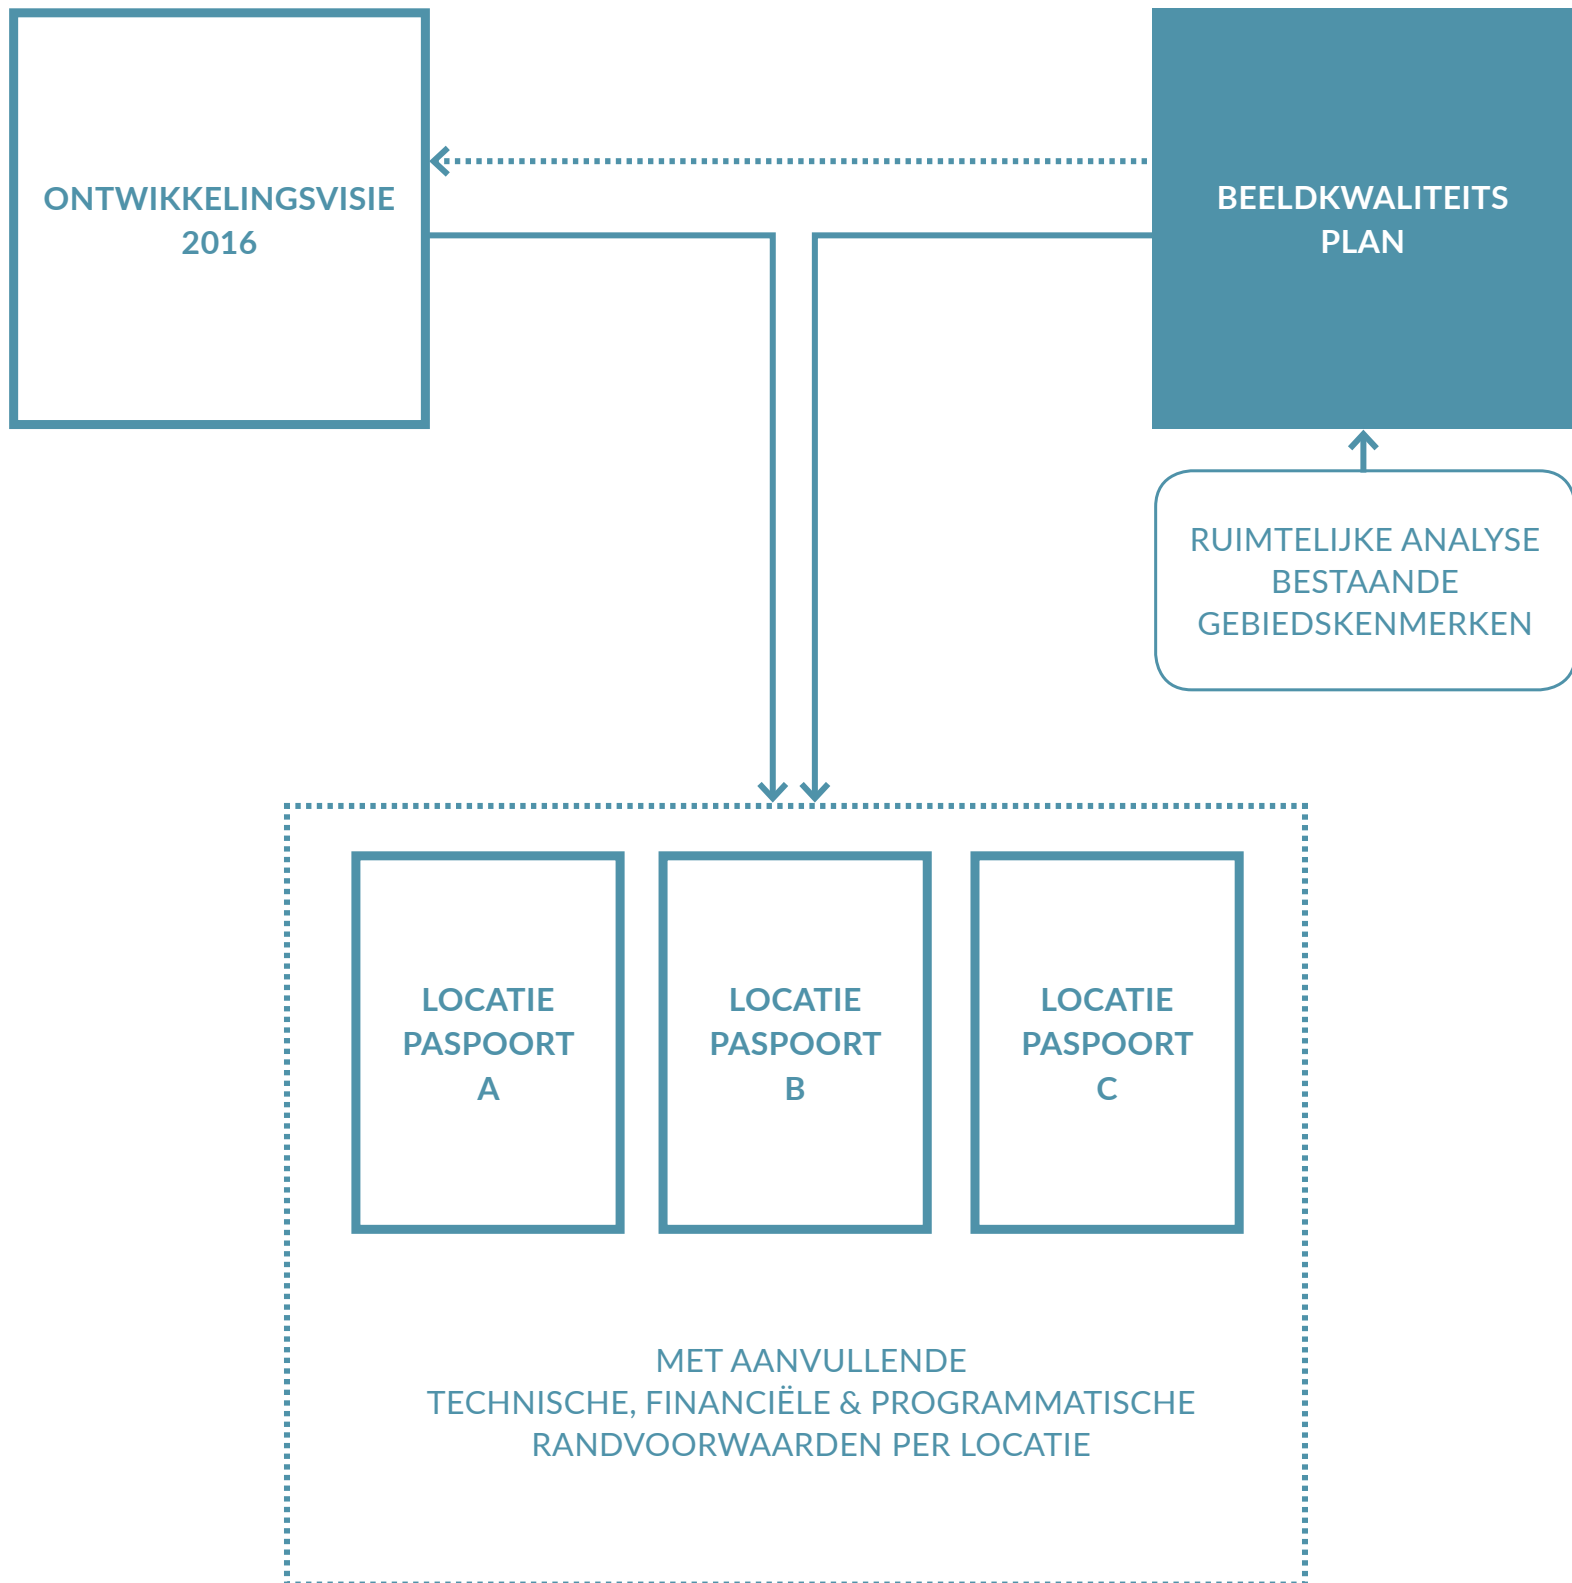 ONTWIKKELINGSVISIE
2016
BEELDKWALITEITS
PLAN
RUIMTELIJKE ANALYSE
BESTAANDE
GEBIEDSKENMERKEN
LOCATIE
PASPOORT
A
LOCATIE
PASPOORT
B
LOCATIE
PASPOORT
C
MET AANVULLENDE
TECHNISCHE, FINANCIËLE & PROGRAMMATISCHE
RANDVOORWAARDEN PER LOCATIE